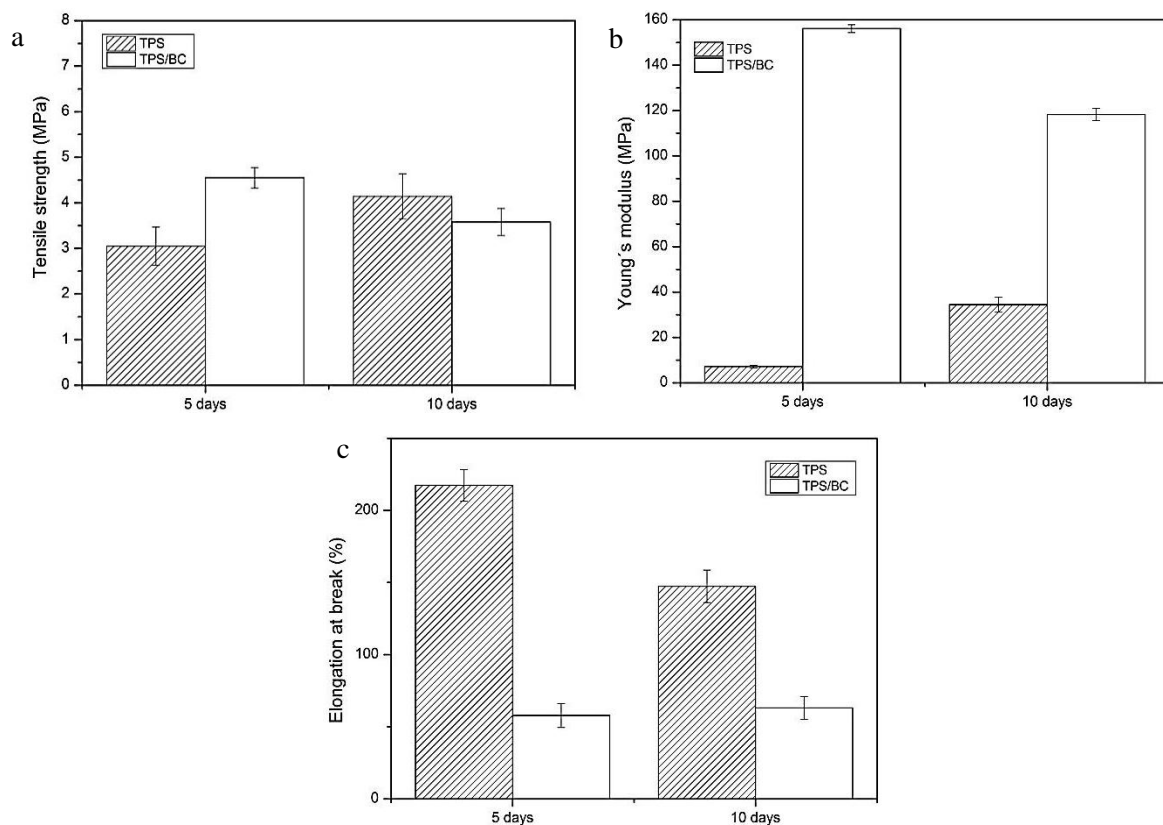 a
Tensile strength (MPa)
8
7
6
5
4
3
2
1
0
TPS
TPS/BC
5 days
10 days
b
Young´s modulus (MPa)
160
140
120
100
80
60
40
20
0
TPS
TPS/BC
5 days
10 days
c
Elongation at break (%)
200
100
0
TPS
TPS/BC
5 days
10 days